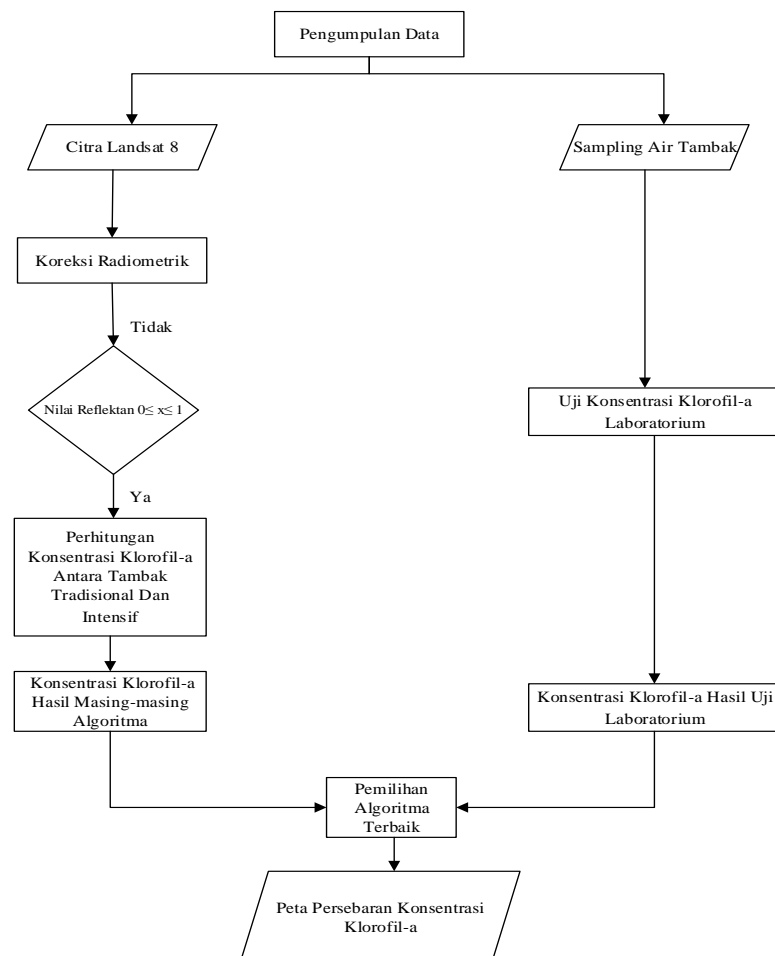 Pengumpulan Data
Citra Landsat 8
Sampling Air Tambak
Koreksi Radiometrik
Tidak
Nilai Reflektan 0≤ x≤ 1
Uji Konsentrasi Klorofil-a
Laboratorium
Ya
Perhitungan
Konsentrasi Klorofil-a
Antara Tambak
Tradisional Dan
Intensif
Konsentrasi Klorofil-a
Hasil Masing-masing
Algoritma
Konsentrasi Klorofil-a Hasil Uji
Laboratorium
Pemilihan
Algoritma
Terbaik
Peta Persebaran Konsentrasi
Klorofil-a